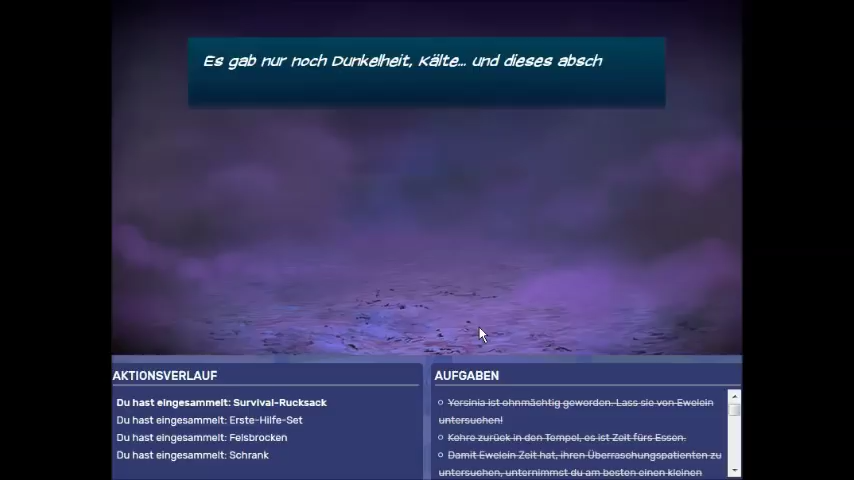 Es gab nur noch Dunkelheit, Kälte... und dieses absch
AKTIONSVERLAUF
Du hast eingesammelt: Survival-Rucksack
Du hast eingesammelt: Erste-Hilfe-Set
Du hast eingesammelt: Felsbrocken
Du hast eingesammelt: Schrank
AUFGABEN
Yersinia ist ohnmächtig geworden. Lass sie von Ewelein
untersuchen!
Kehre zurück in den Tempel, es ist Zeit fürs Essen.
Damit Ewelein Zeit hat, ihren Überraschungspatienten zu
untersuchen, unternimmst du am besten einen kleinen